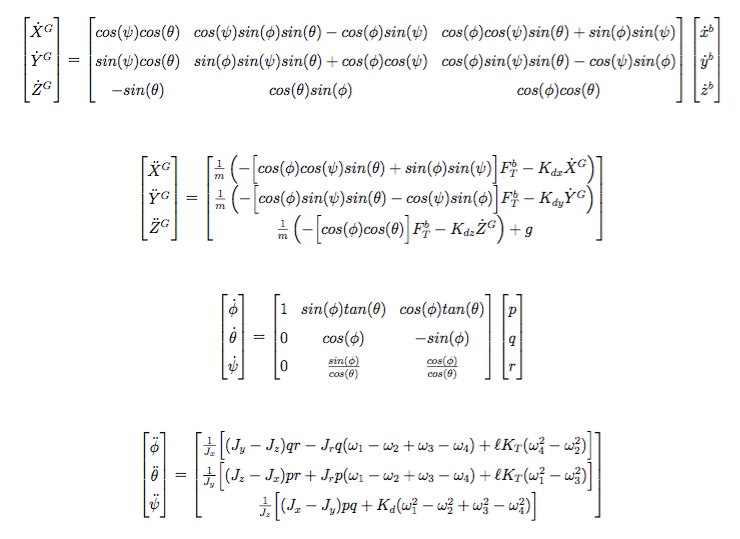 [Ẋ^G; Ẏ^G; Ż^G] = [cos(ψ)cos(θ) cos(ψ)sin(ϕ)sin(θ) − cos(ϕ)sin(ψ) cos(ϕ)cos(ψ)sin(θ) + sin(ϕ)sin(ψ); sin(ψ)cos(θ) sin(ϕ)sin(ψ)sin(θ) + cos(ϕ)cos(ψ) cos(ϕ)sin(ψ)sin(θ) − cos(ψ)sin(ϕ); −sin(θ) cos(θ)sin(ϕ) cos(ϕ)cos(θ)] [ẋ^b; ẏ^b; ż^b]
[Ẍ^G; Ÿ^G; Z̈^G] = [1/m (−[cos(ϕ)cos(ψ)sin(θ) + sin(ϕ)sin(ψ)]F_T^b − K_dx Ẋ^G); 1/m (−[cos(ϕ)sin(ψ)sin(θ) − cos(ψ)sin(ϕ)]F_T^b − K_dy Ẏ^G); 1/m (−[cos(ϕ)cos(θ)]F_T^b − K_dz Ż^G) + g]
[ϕ̇; θ̇; ψ̇] = [1 sin(ϕ)tan(θ) cos(ϕ)tan(θ); 0 cos(ϕ) −sin(ϕ); 0 sin(ϕ)/cos(θ) cos(ϕ)/cos(θ)] [p; q; r]
[ϕ̈; θ̈; ψ̈] = [1/J_x [(J_y − J_z)qr − J_r q(ω_1 − ω_2 + ω_3 − ω_4) + ℓK_T(ω_4^2 − ω_2^2)]; 1/J_y [(J_z − J_x)pr + J_r p(ω_1 − ω_2 + ω_3 − ω_4) + ℓK_T(ω_1^2 − ω_3^2)]; 1/J_z [(J_x − J_y)pq + K_d(ω_1^2 − ω_2^2 + ω_3^2 − ω_4^2)]]